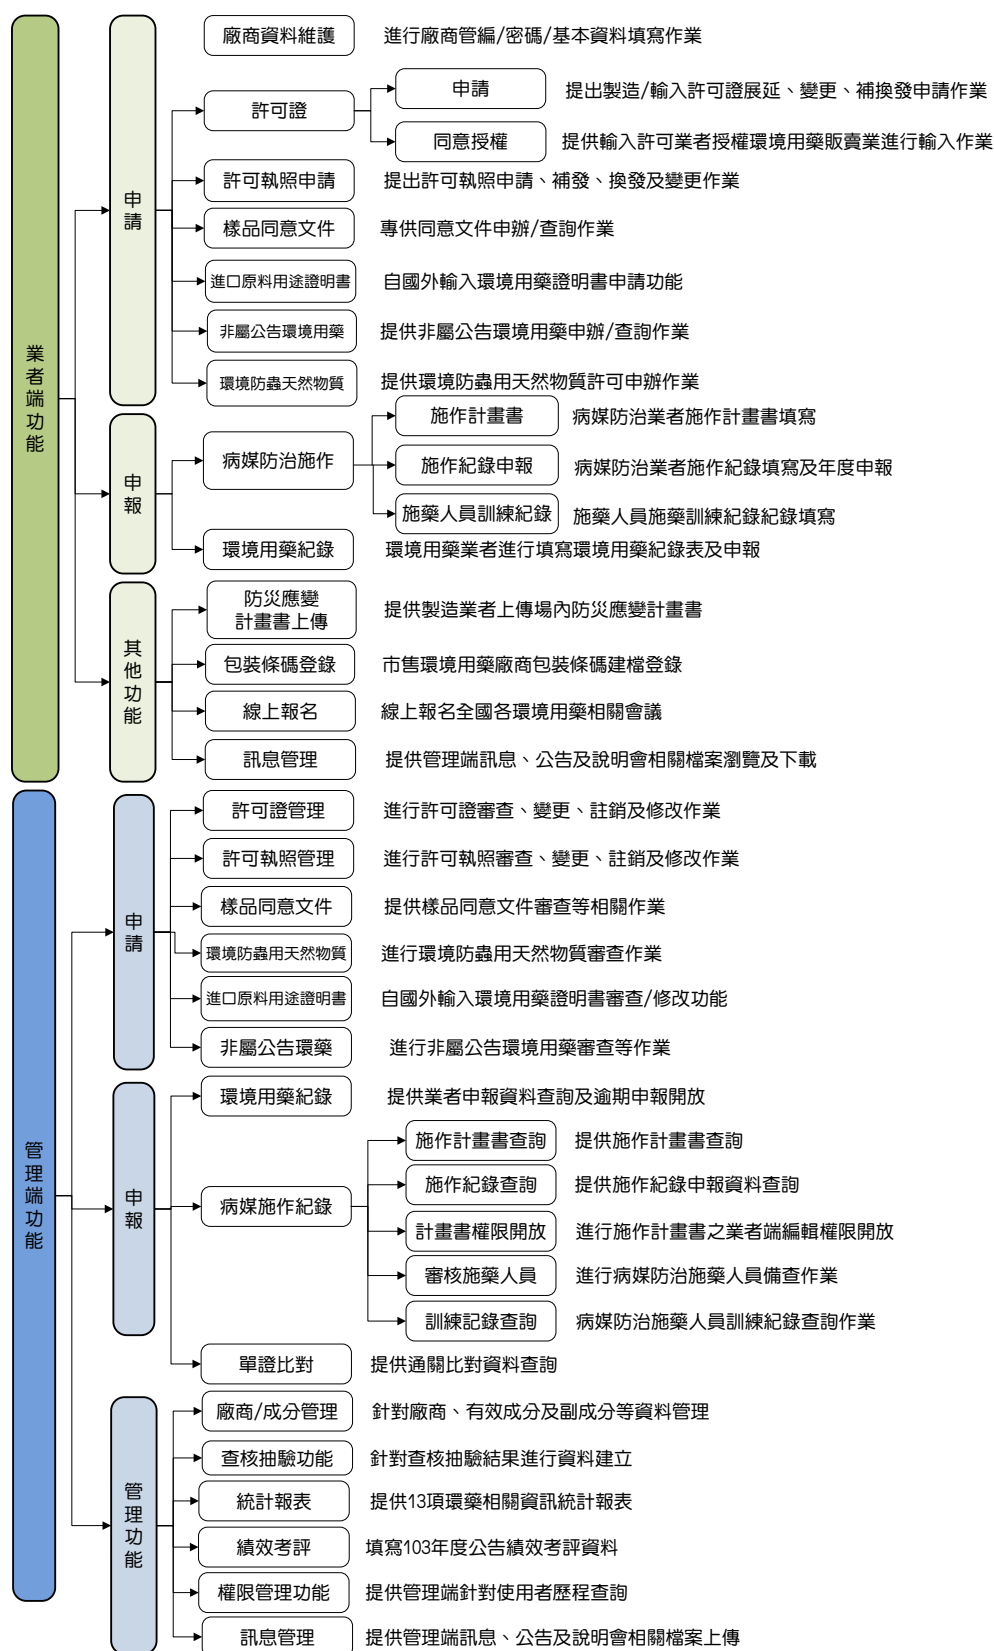 業者端功能
申請
廠商資料維護
進行廠商管編/密碼/基本資料填寫作業
許可證
申請
提出製造/輸入許可證展延、變更、補換發申請作業
同意授權
提供輸入許可業者授權環境用藥販賣業進行輸入作業
許可執照申請
提出許可執照申請、補發、換發及變更作業
樣品同意文件
專供同意文件申辦/查詢作業
進口原料用途證明書
自國外輸入環境用藥證明書申請功能
非屬公告環境用藥
提供非屬公告環境用藥申辦/查詢作業
環境防蟲天然物質
提供環境防蟲用天然物質許可申辦作業
申報
病媒防治施作
施作計畫書
病媒防治業者施作計畫書填寫
施作紀錄申報
病媒防治業者施作紀錄填寫及年度申報
施藥人員訓練紀錄
施藥人員施藥訓練紀錄紀錄填寫
環境用藥紀錄
環境用藥業者進行填寫環境用藥紀錄表及申報
其他功能
防災應變
計畫書上傳
提供製造業者上傳場內防災應變計畫書
包裝條碼登錄
市售環境用藥廠商包裝條碼建檔登錄
線上報名
線上報名全國各環境用藥相關會議
訊息管理
提供管理端訊息、公告及說明會相關檔案瀏覽及下載
管理端功能
申請
許可證管理
進行許可證審查、變更、註銷及修改作業
許可執照管理
進行許可執照審查、變更、註銷及修改作業
樣品同意文件
提供樣品同意文件審查等相關作業
環境防蟲用天然物質
進行環境防蟲用天然物質審查作業
進口原料用途證明書
自國外輸入環境用藥證明書審查/修改功能
非屬公告環藥
進行非屬公告環境用藥審查等作業
申報
環境用藥紀錄
提供業者申報資料查詢及逾期申報開放
病媒施作紀錄
施作計畫書查詢
提供施作計畫書查詢
施作紀錄查詢
提供施作紀錄申報資料查詢
計畫書權限開放
進行施作計畫書之業者端編輯權限開放
審核施藥人員
進行病媒防治施藥人員備查作業
訓練記錄查詢
病媒防治施藥人員訓練紀錄查詢作業
單證比對
提供通關比對資料查詢
管理功能
廠商/成分管理
針對廠商、有效成分及副成分等資料管理
查核抽驗功能
針對查核抽驗結果進行資料建立
統計報表
提供13項環藥相關資訊統計報表
績效考評
填寫103年度公告績效考評資料
權限管理功能
提供管理端針對使用者歷程查詢
訊息管理
提供管理端訊息、公告及說明會相關檔案上傳